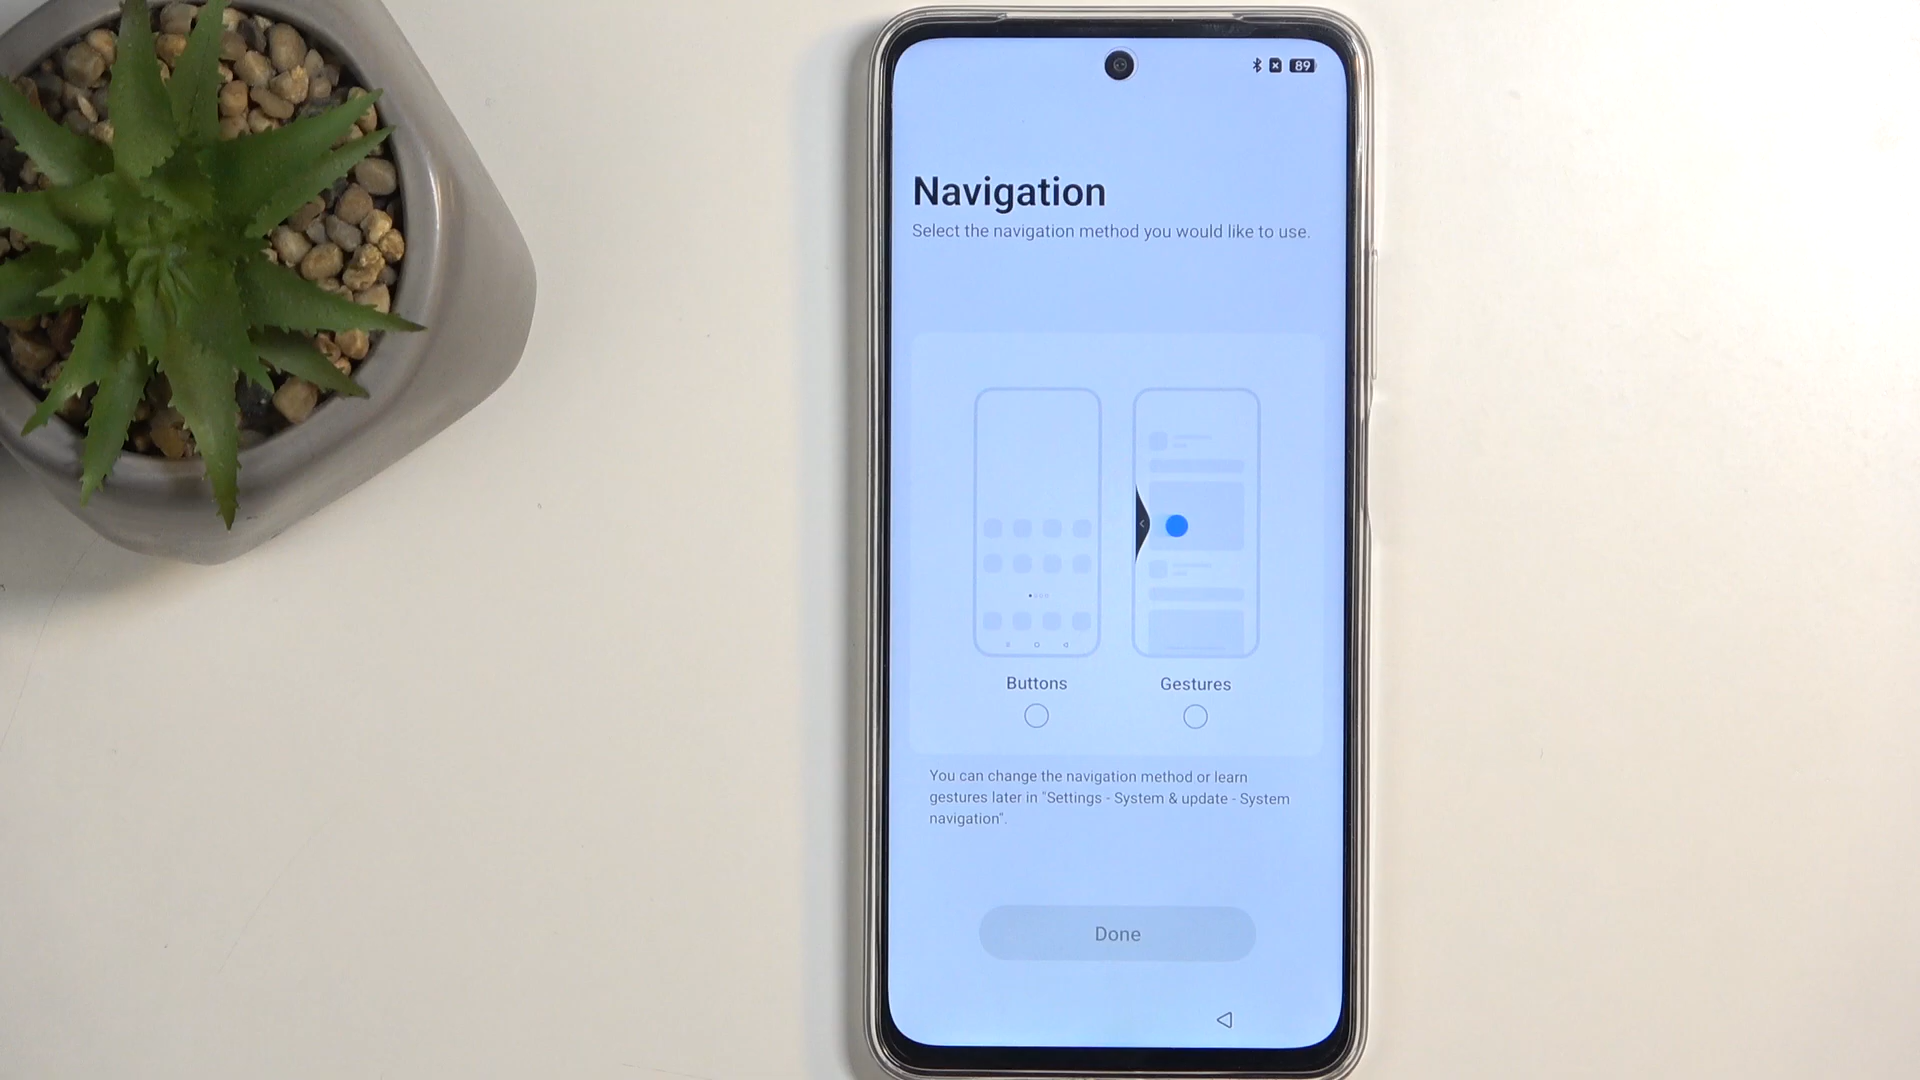 89
Navigation
Select the navigation method you would like to use.
Buttons
Gestures
You can change the navigation method or learn
gestures later in "Settings - System & update - System
navigation".
Done